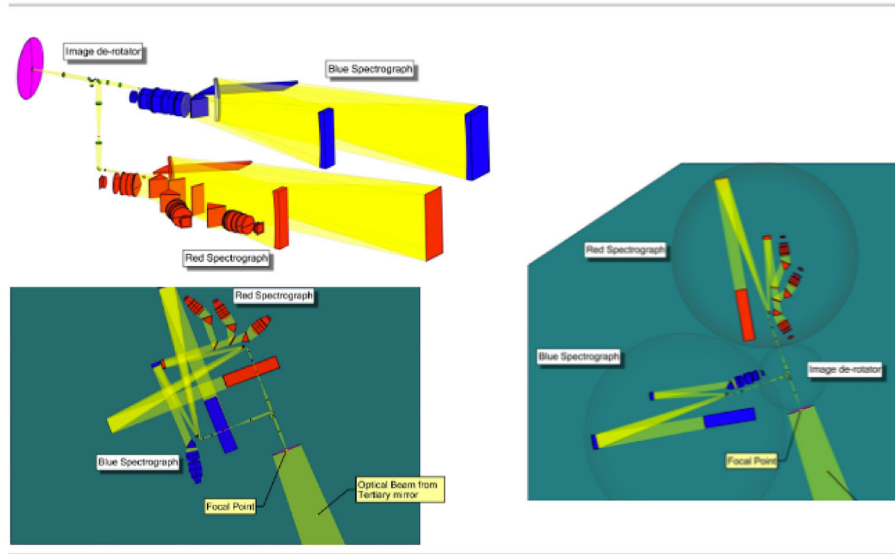 Image de-rotator
Blue Spectrograph
Red Spectrograph
Red Spectrograph
Blue Spectrograph
Focal Point
Optical Beam from
Tertiary mirror
Red Spectrograph
Blue Spectrograph
Image de-rotator
Focal Point